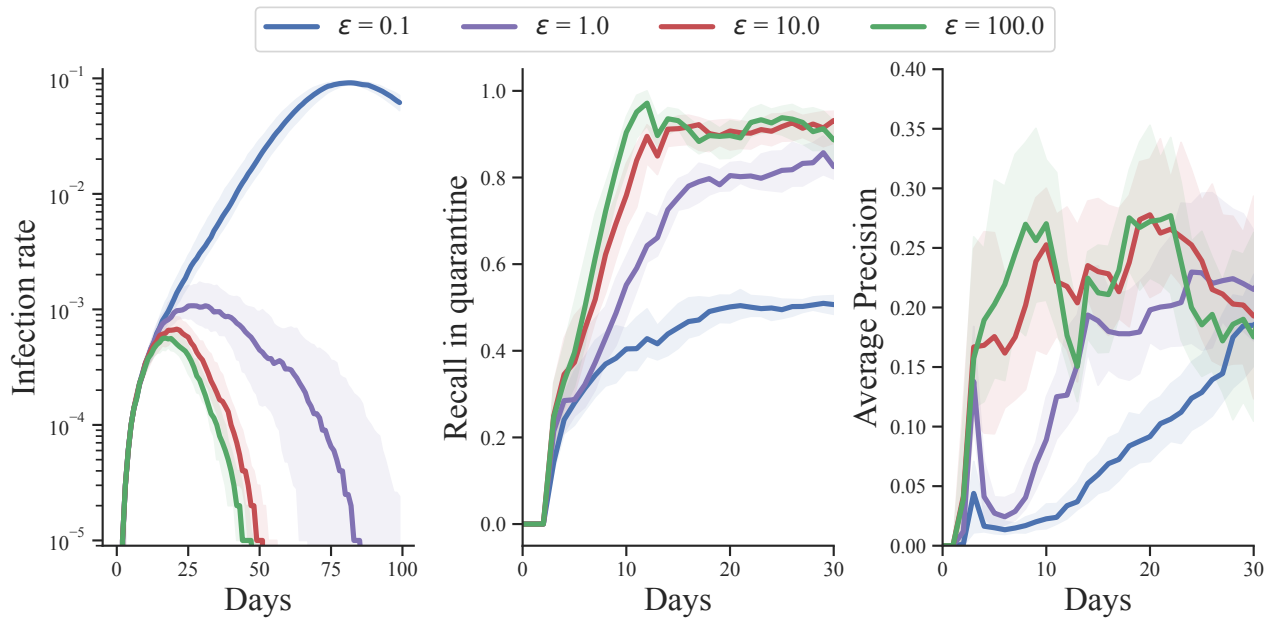 ε = 0.1 ε = 1.0 ε = 10.0 ε = 100.0
Infection rate
10⁻¹
10⁻²
10⁻³
10⁻⁴
10⁻⁵
0 25 50 75 100
Days
Recall in quarantine
1.0
0.8
0.6
0.4
0.2
0.0
0 10 20 30
Days
Average Precision
0.40
0.35
0.30
0.25
0.20
0.15
0.10
0.05
0.00
0 10 20 30
Days